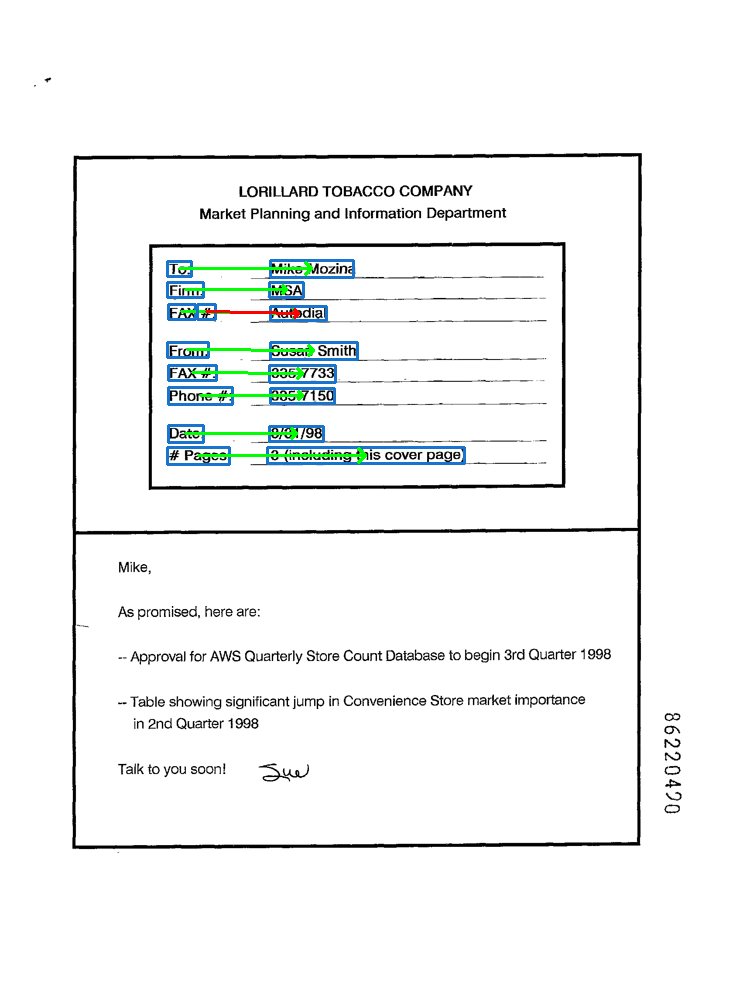 LORILLARD TOBACCO COMPANY
Market Planning and Information Department
To: Mike Mozina
Firm: MSA
FAX #: Autodial
From: Susan Smith
FAX #: 335-7733
Phone #: 335-7150
Date: 8/31/98
# Pages: 3 (including this cover page)
Mike,
As promised, here are:
-- Approval for AWS Quarterly Store Count Database to begin 3rd Quarter 1998
-- Table showing significant jump in Convenience Store market importance
in 2nd Quarter 1998
Talk to you soon! Sue
86220490